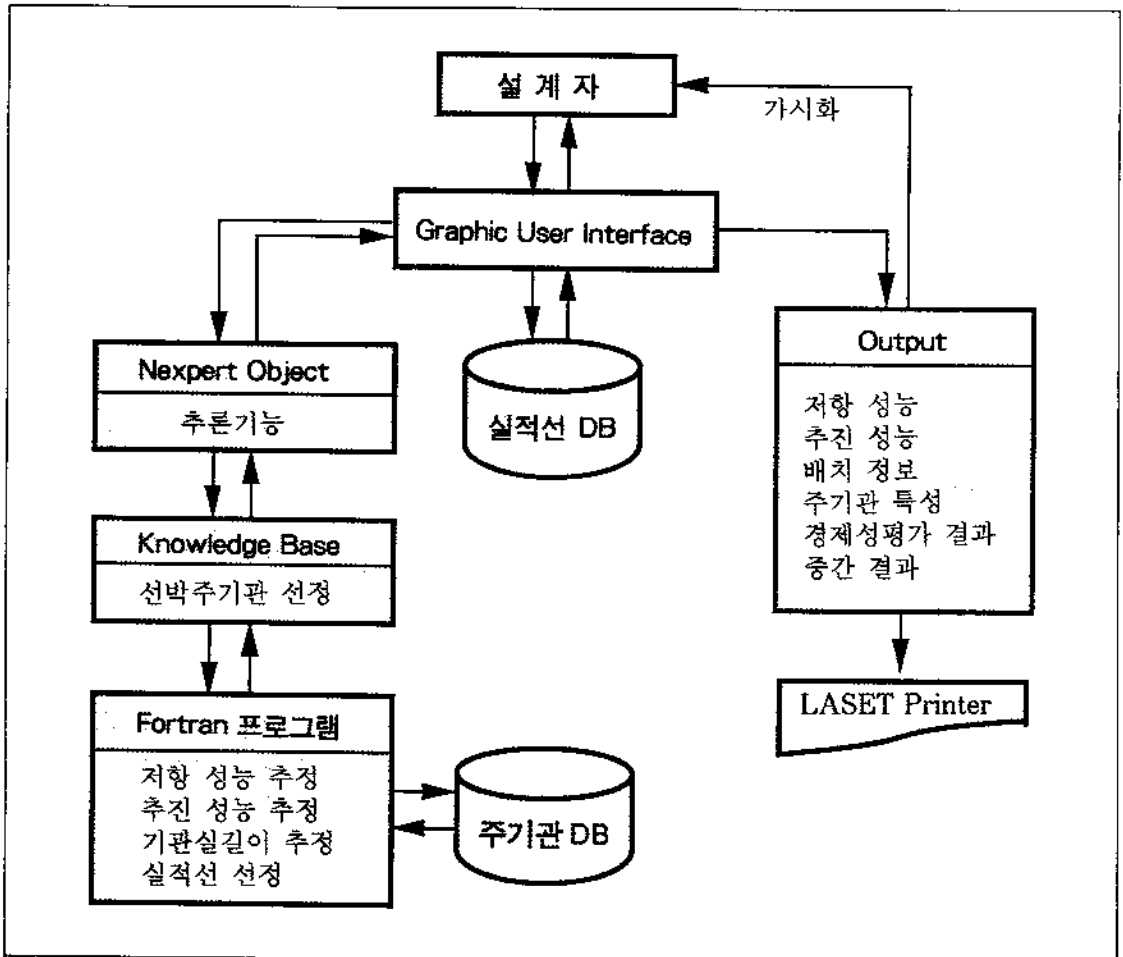 설 계 자
가시화
Graphic User Interface
Nexpert Object
추론기능
실적선 DB
Output
저항 성능
추진 성능
배치 정보
주기관 특성
경제성평가 결과
중간 결과
Knowledge Base
선박주기관 선정
LASET Printer
Fortran 프로그램
저항 성능 추정
추진 성능 추정
기관실길이 추정
실적선 선정
주기관 DB